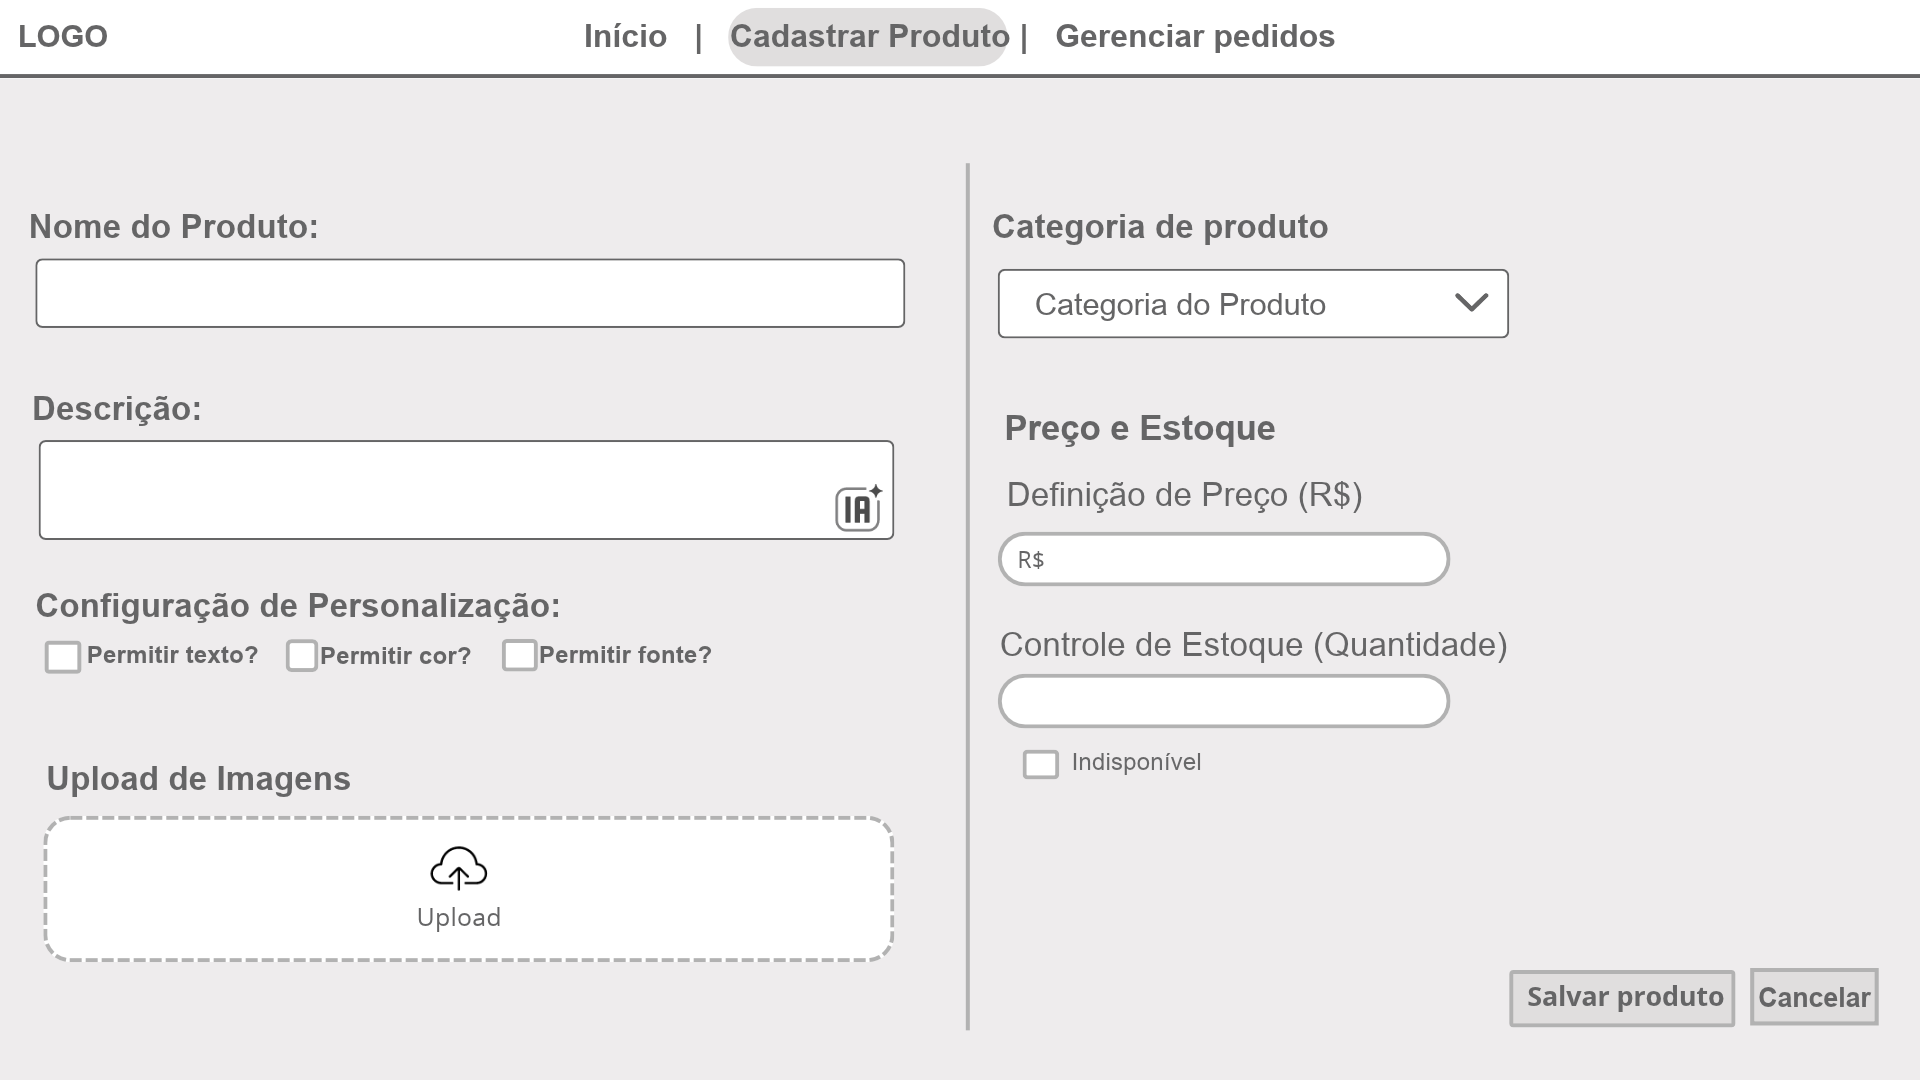 LOGO
Início | Cadastrar Produto | Gerenciar pedidos
Nome do Produto:
Descrição:
IA
Configuração de Personalização:
Permitir texto? Permitir cor? Permitir fonte?
Upload de Imagens
Upload
Categoria de produto
Categoria do Produto
Preço e Estoque
Definição de Preço (R$)
R$
Controle de Estoque (Quantidade)
Indisponível
Salvar produto
Cancelar